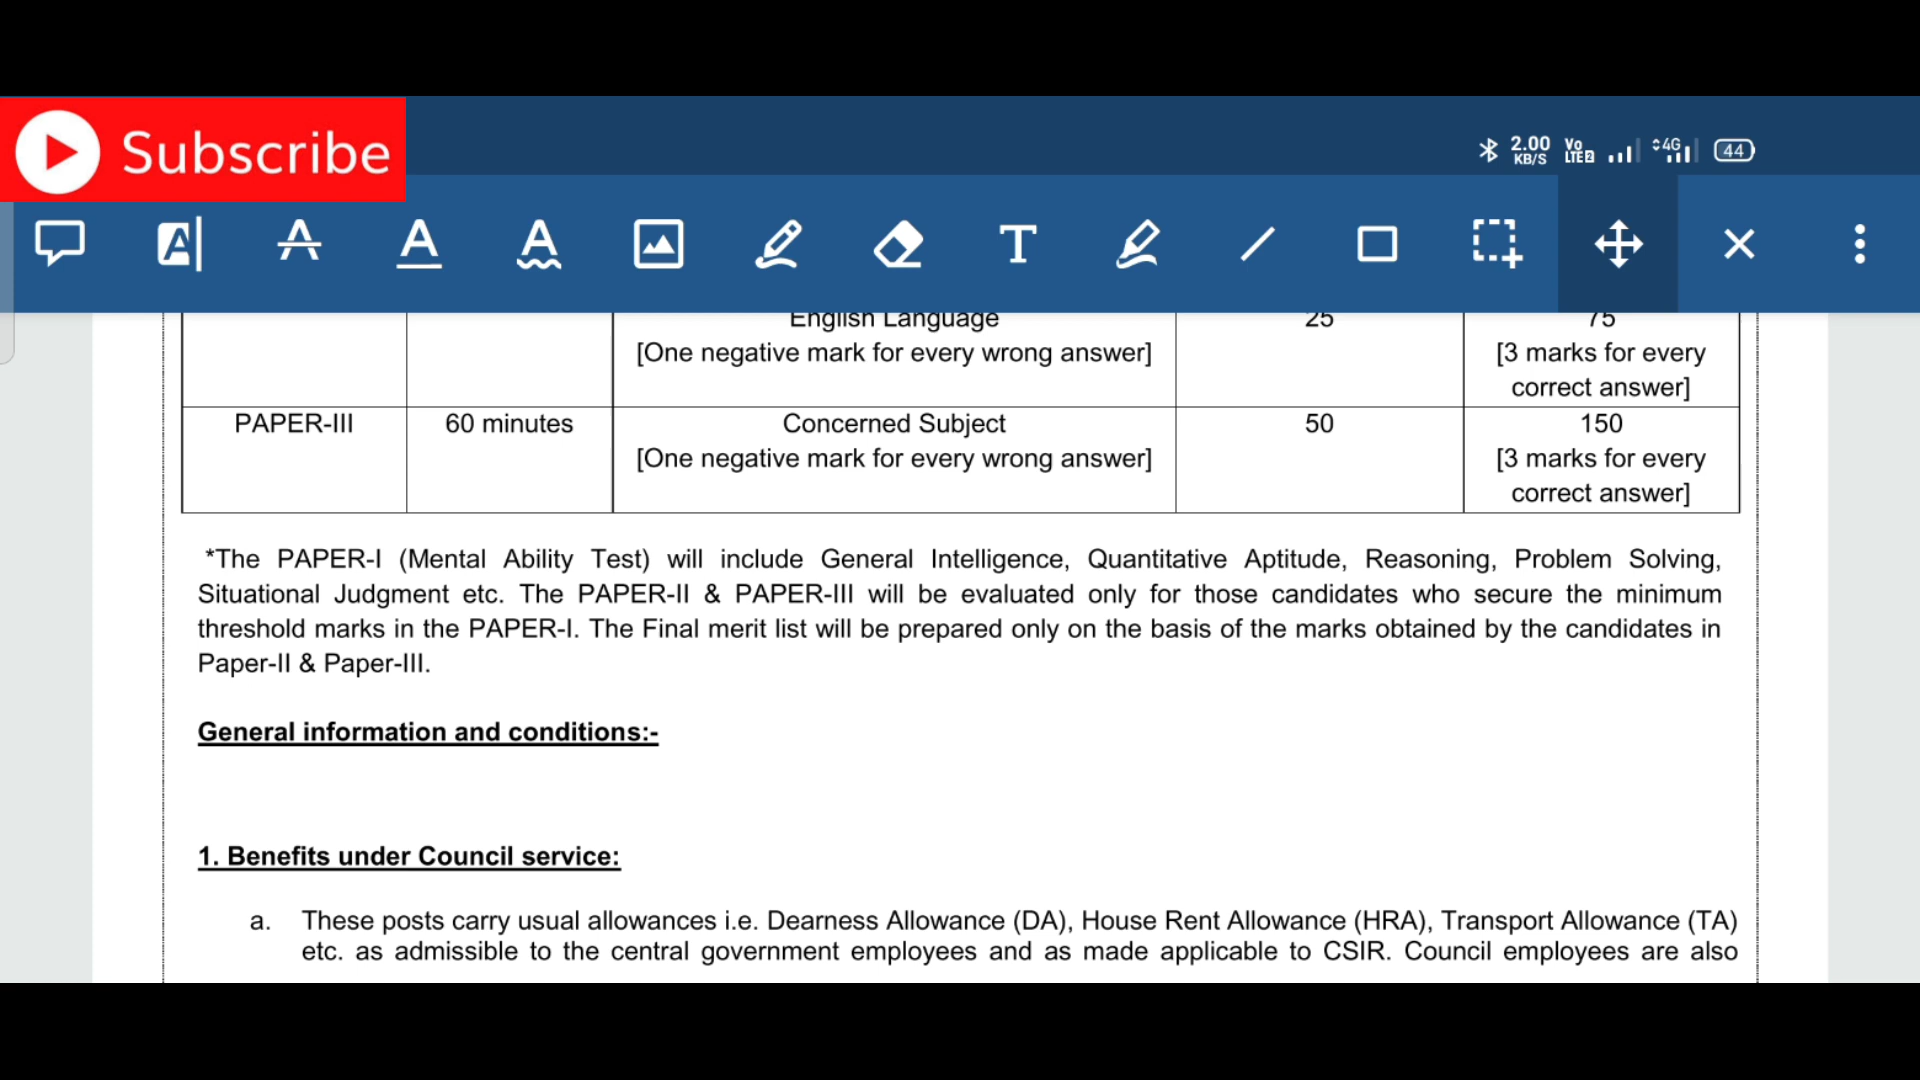 Subscribe
2.00
KB/S
Vo
LTE2
4G
44
A
A
A
A
T
English Language
25
75
[One negative mark for every wrong answer]
[3 marks for every
correct answer]
PAPER-III
60 minutes
Concerned Subject
50
150
[One negative mark for every wrong answer]
[3 marks for every
correct answer]
*The PAPER-I (Mental Ability Test) will include General Intelligence, Quantitative Aptitude, Reasoning, Problem Solving,
Situational Judgment etc. The PAPER-II & PAPER-III will be evaluated only for those candidates who secure the minimum
threshold marks in the PAPER-I. The Final merit list will be prepared only on the basis of the marks obtained by the candidates in
Paper-II & Paper-III.
General information and conditions:-
1. Benefits under Council service:
a. These posts carry usual allowances i.e. Dearness Allowance (DA), House Rent Allowance (HRA), Transport Allowance (TA)
etc. as admissible to the central government employees and as made applicable to CSIR. Council employees are also